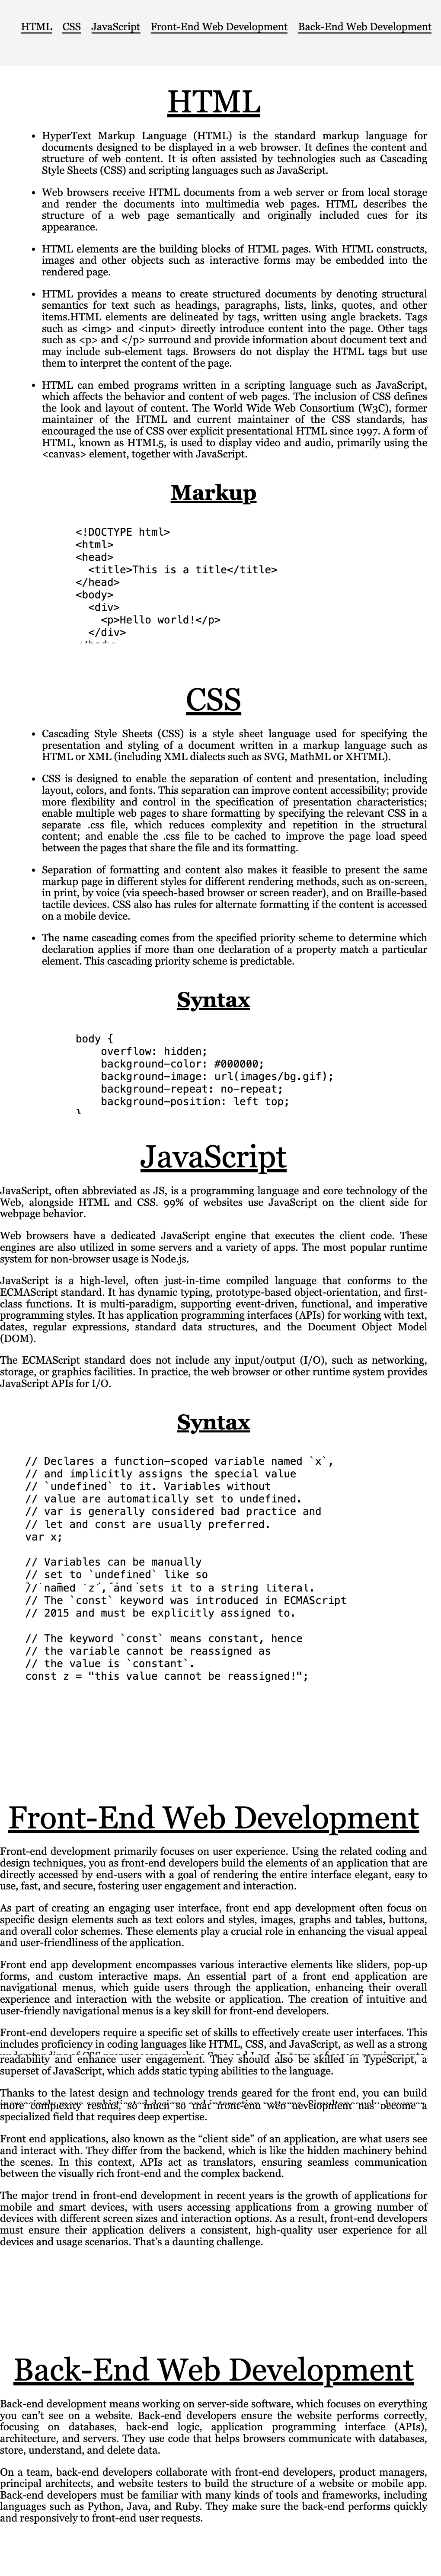 HTML CSS JavaScript Front-End Web Development Back-End Web Development
HTML
• HyperText Markup Language (HTML) is the standard markup language for
documents designed to be displayed in a web browser. It defines the content and
structure of web content. It is often assisted by technologies such as Cascading
Style Sheets (CSS) and scripting languages such as JavaScript.
• Web browsers receive HTML documents from a web server or from local storage
and render the documents into multimedia web pages. HTML describes the
structure of a web page semantically and originally included cues for its
appearance.
• HTML elements are the building blocks of HTML pages. With HTML constructs,
images and other objects such as interactive forms may be embedded into the
rendered page.
• HTML provides a means to create structured documents by denoting structural
semantics for text such as headings, paragraphs, lists, links, quotes, and other
items.HTML elements are delineated by tags, written using angle brackets. Tags
such as <img> and <input> directly introduce content into the page. Other tags
such as <p> and </p> surround and provide information about document text and
may include sub-element tags. Browsers do not display the HTML tags but use
them to interpret the content of the page.
• HTML can embed programs written in a scripting language such as JavaScript,
which affects the behavior and content of web pages. The inclusion of CSS defines
the look and layout of content. The World Wide Web Consortium (W3C), former
maintainer of the HTML and current maintainer of the CSS standards, has
encouraged the use of CSS over explicit presentational HTML since 1997. A form of
HTML, known as HTML5, is used to display video and audio, primarily using the
<canvas> element, together with JavaScript.
Markup
<!DOCTYPE html>
<html>
<head>
<title>This is a title</title>
</head>
<body>
<div>
<p>Hello world!</p>
</div>
CSS
• Cascading Style Sheets (CSS) is a style sheet language used for specifying the
presentation and styling of a document written in a markup language such as
HTML or XML (including XML dialects such as SVG, MathML or XHTML).
• CSS is designed to enable the separation of content and presentation, including
layout, colors, and fonts. This separation can improve content accessibility; provide
more flexibility and control in the specification of presentation characteristics;
enable multiple web pages to share formatting by specifying the relevant CSS in a
separate .css file, which reduces complexity and repetition in the structural
content; and enable the .css file to be cached to improve the page load speed
between the pages that share the file and its formatting.
• Separation of formatting and content also makes it feasible to present the same
markup page in different styles for different rendering methods, such as on-screen,
in print, by voice (via speech-based browser or screen reader), and on Braille-based
tactile devices. CSS also has rules for alternate formatting if the content is accessed
on a mobile device.
• The name cascading comes from the specified priority scheme to determine which
declaration applies if more than one declaration of a property match a particular
element. This cascading priority scheme is predictable.
Syntax
body {
overflow: hidden;
background-color: #000000;
background-image: url(images/bg.gif);
background-repeat: no-repeat;
background-position: left top;
}
JavaScript
JavaScript, often abbreviated as JS, is a programming language and core technology of the
Web, alongside HTML and CSS. 99% of websites use JavaScript on the client side for
webpage behavior.
Web browsers have a dedicated JavaScript engine that executes the client code. These
engines are also utilized in some servers and a variety of apps. The most popular runtime
system for non-browser usage is Node.js.
JavaScript is a high-level, often just-in-time compiled language that conforms to the
ECMAScript standard. It has dynamic typing, prototype-based object-orientation, and first-
class functions. It is multi-paradigm, supporting event-driven, functional, and imperative
programming styles. It has application programming interfaces (APIs) for working with text,
dates, regular expressions, standard data structures, and the Document Object Model
(DOM).
The ECMAScript standard does not include any input/output (I/O), such as networking,
storage, or graphics facilities. In practice, the web browser or other runtime system provides
JavaScript APIs for I/O.
Syntax
// Declares a function-scoped variable named `x`,
// and implicitly assigns the special value
// `undefined` to it. Variables without
// value are automatically set to undefined.
// var is generally considered bad practice and
// let and const are usually preferred.
var x;
// Variables can be manually
// set to `undefined` like so
// named `z`, and sets it to a string literal.
// The `const` keyword was introduced in ECMAScript
// 2015 and must be explicitly assigned to.
// The keyword `const` means constant, hence
// the variable cannot be reassigned as
// the value is `constant`.
const z = "this value cannot be reassigned!";
Front-End Web Development
Front-end development primarily focuses on user experience. Using the related coding and
design techniques, you as front-end developers build the elements of an application that are
directly accessed by end-users with a goal of rendering the entire interface elegant, easy to
use, fast, and secure, fostering user engagement and interaction.
As part of creating an engaging user interface, front end app development often focus on
specific design elements such as text colors and styles, images, graphs and tables, buttons,
and overall color schemes. These elements play a crucial role in enhancing the visual appeal
and user-friendliness of the application.
Front end app development encompasses various interactive elements like sliders, pop-up
forms, and custom interactive maps. An essential part of a front end application are
navigational menus, which guide users through the application, enhancing their overall
experience and interaction with the website or application. The creation of intuitive and
user-friendly navigational menus is a key skill for front-end developers.
Front-end developers require a specific set of skills to effectively create user interfaces. This
includes proficiency in coding languages like HTML, CSS, and JavaScript, as well as a strong
readability and enhance user engagement. They should also be skilled in TypeScript, a
superset of JavaScript, which adds static typing abilities to the language.
Thanks to the latest design and technology trends geared for the front end, you can build
more complexity, and front-end web development has become a
specialized field that requires deep expertise.
Front end applications, also known as the “client side” of an application, are what users see
and interact with. They differ from the backend, which is like the hidden machinery behind
the scenes. In this context, APIs act as translators, ensuring seamless communication
between the visually rich front-end and the complex backend.
The major trend in front-end development in recent years is the growth of applications for
mobile and smart devices, with users accessing applications from a growing number of
devices with different screen sizes and interaction options. As a result, front-end developers
must ensure their application delivers a consistent, high-quality user experience for all
devices and usage scenarios. That’s a daunting challenge.
Back-End Web Development
Back-end development means working on server-side software, which focuses on everything
you can’t see on a website. Back-end developers ensure the website performs correctly,
focusing on databases, back-end logic, application programming interface (APIs),
architecture, and servers. They use code that helps browsers communicate with databases,
store, understand, and delete data.
On a team, back-end developers collaborate with front-end developers, product managers,
principal architects, and website testers to build the structure of a website or mobile app.
Back-end developers must be familiar with many kinds of tools and frameworks, including
languages such as Python, Java, and Ruby. They make sure the back-end performs quickly
and responsively to front-end user requests.